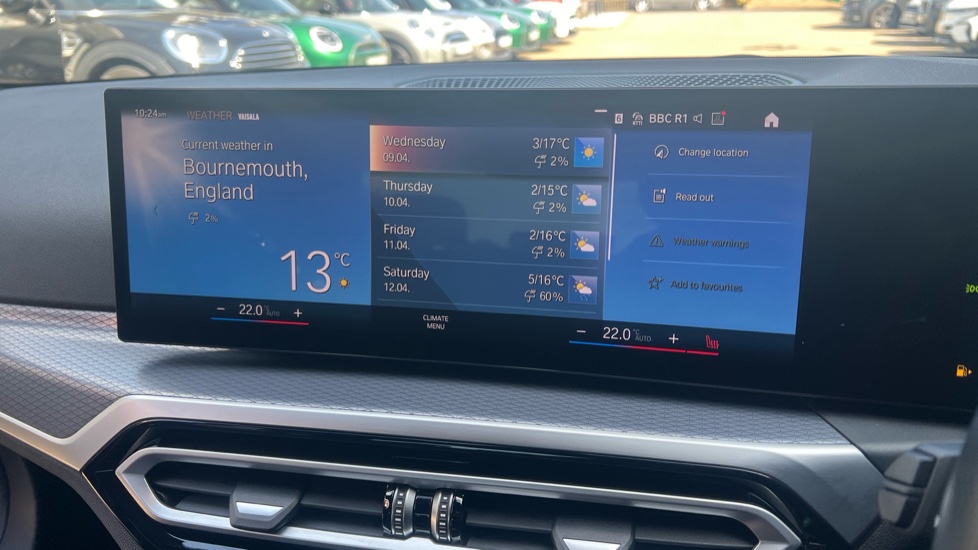 10:24am WEATHER VAISALA
6 BBC R1
Current weather in
Bournemouth,
England
2%
13°C
Wednesday 3/17°C
09.04. 2%
Thursday 2/15°C
10.04. 2%
Friday 2/16°C
11.04. 2%
Saturday 5/16°C
12.04. 60%
Change location
Read out
Weather warnings
Add to favourites
− 22.0 °C AUTO +
CLIMATE
MENU
− 22.0 °C AUTO +